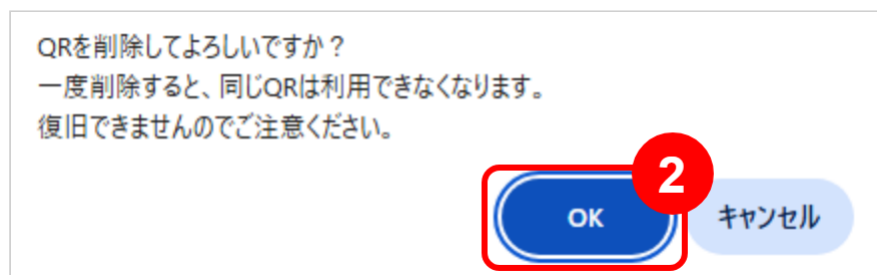 QRを削除してよろしいですか？
一度削除すると、同じQRは利用できなくなります。
復旧できませんのでご注意ください。
2
OK キャンセル